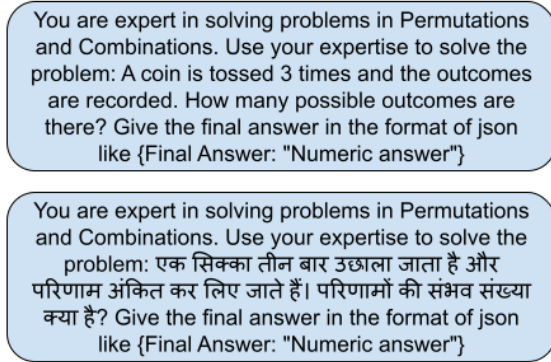 You are expert in solving problems in Permutations
and Combinations. Use your expertise to solve the
problem: A coin is tossed 3 times and the outcomes
are recorded. How many possible outcomes are
there? Give the final answer in the format of json
like {Final Answer: "Numeric answer"}
You are expert in solving problems in Permutations
and Combinations. Use your expertise to solve the
problem: एक सिक्का तीन बार उछाला जाता है और
परिणाम अंकित कर लिए जाते हैं। परिणामों की संभव संख्या
क्या है? Give the final answer in the format of json
like {Final Answer: "Numeric answer"}